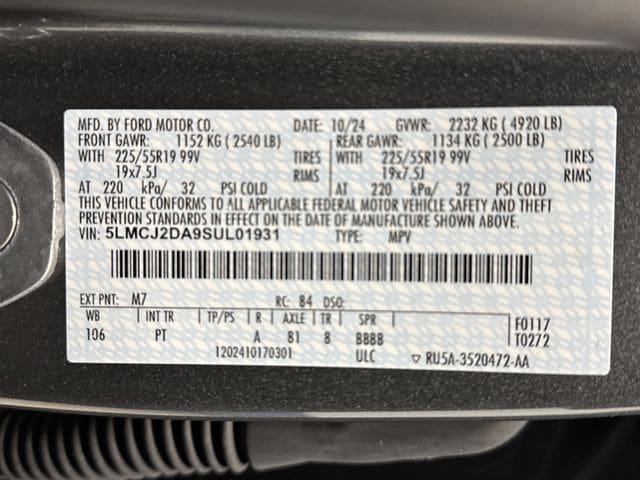 MFD. BY FORD MOTOR CO. DATE: 10/24 GVWR: 2232 KG ( 4920 LB)
FRONT GAWR: 1152 KG ( 2540 LB) REAR GAWR: 1134 KG ( 2500 LB)
WITH 225/55R19 99V TIRES WITH 225/55R19 99V TIRES
19x7.5J RIMS 19x7.5J RIMS
AT 220 kPa/ 32 PSI COLD AT 220 kPa/ 32 PSI COLD
THIS VEHICLE CONFORMS TO ALL APPLICABLE FEDERAL MOTOR VEHICLE SAFETY AND THEFT
PREVENTION STANDARDS IN EFFECT ON THE DATE OF MANUFACTURE SHOWN ABOVE.
VIN: 5LMCJ2DA9SUL01931 TYPE: MPV
EXT PNT: M7 RC: 84 DSO:
WB INT TR TP/PS R AXLE TR SPR F0117
106 PT A 81 8 BBBB T0272
1202410170301 ULC ▽ RU5A-3520472-AA